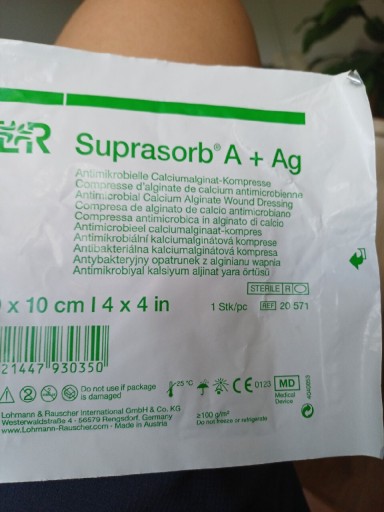 L&R
Suprasorb® A + Ag
Antimikrobielle Calciumalginat-Kompresse
Compresse d'alginate de calcium antimicrobienne
Antimicrobial Calcium Alginate Wound Dressing
Compresa de alginato de calcio antimicrobiano
Compressa antimicrobica in alginato di calcio
Antimicrobieel calciumalginaat-kompres
Antimikrobiální kalciumalginátová komprese
Antibakteriálna kalciumalginátová kompresa
Antybakteryjny opatrunek z alginianu wapnia
Antimikrobiyal kalsiyum aljinat yara örtüsü
STERILE R
x 10 cm | 4 x 4 in
1 Stk/pc REF 20 571
21447 930350
Do not use if package
is damaged
25 °C
CE 0123 MD
Medical
Device
Lohmann & Rauscher International GmbH & Co. KG
Westerwaldstraße 4 - 56579 Rengsdorf, Germany
www.Lohmann-Rauscher.com - Made in Austria
≥100 g/m²
Do not freeze or refrigerate